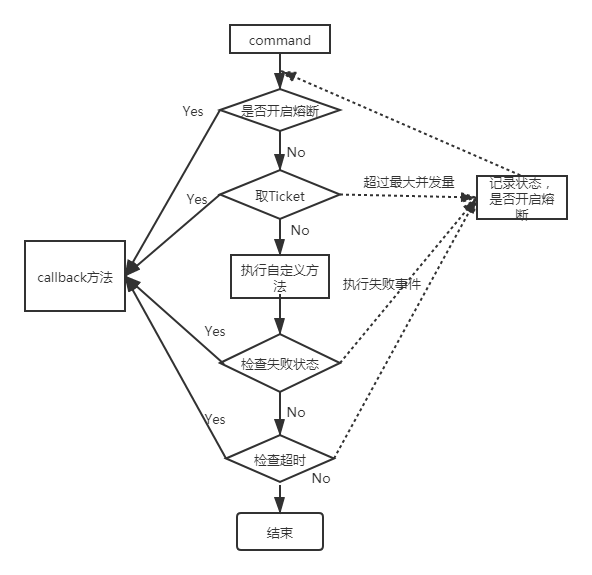 command
Yes
是否开启熔断
No
超过最大并发量
记录状态，
是否开启熔
断
Yes
取Ticket
No
callback方法
执行自定义方
法
执行失败事件
Yes
检查失败状态
No
Yes
检查超时
No
结束